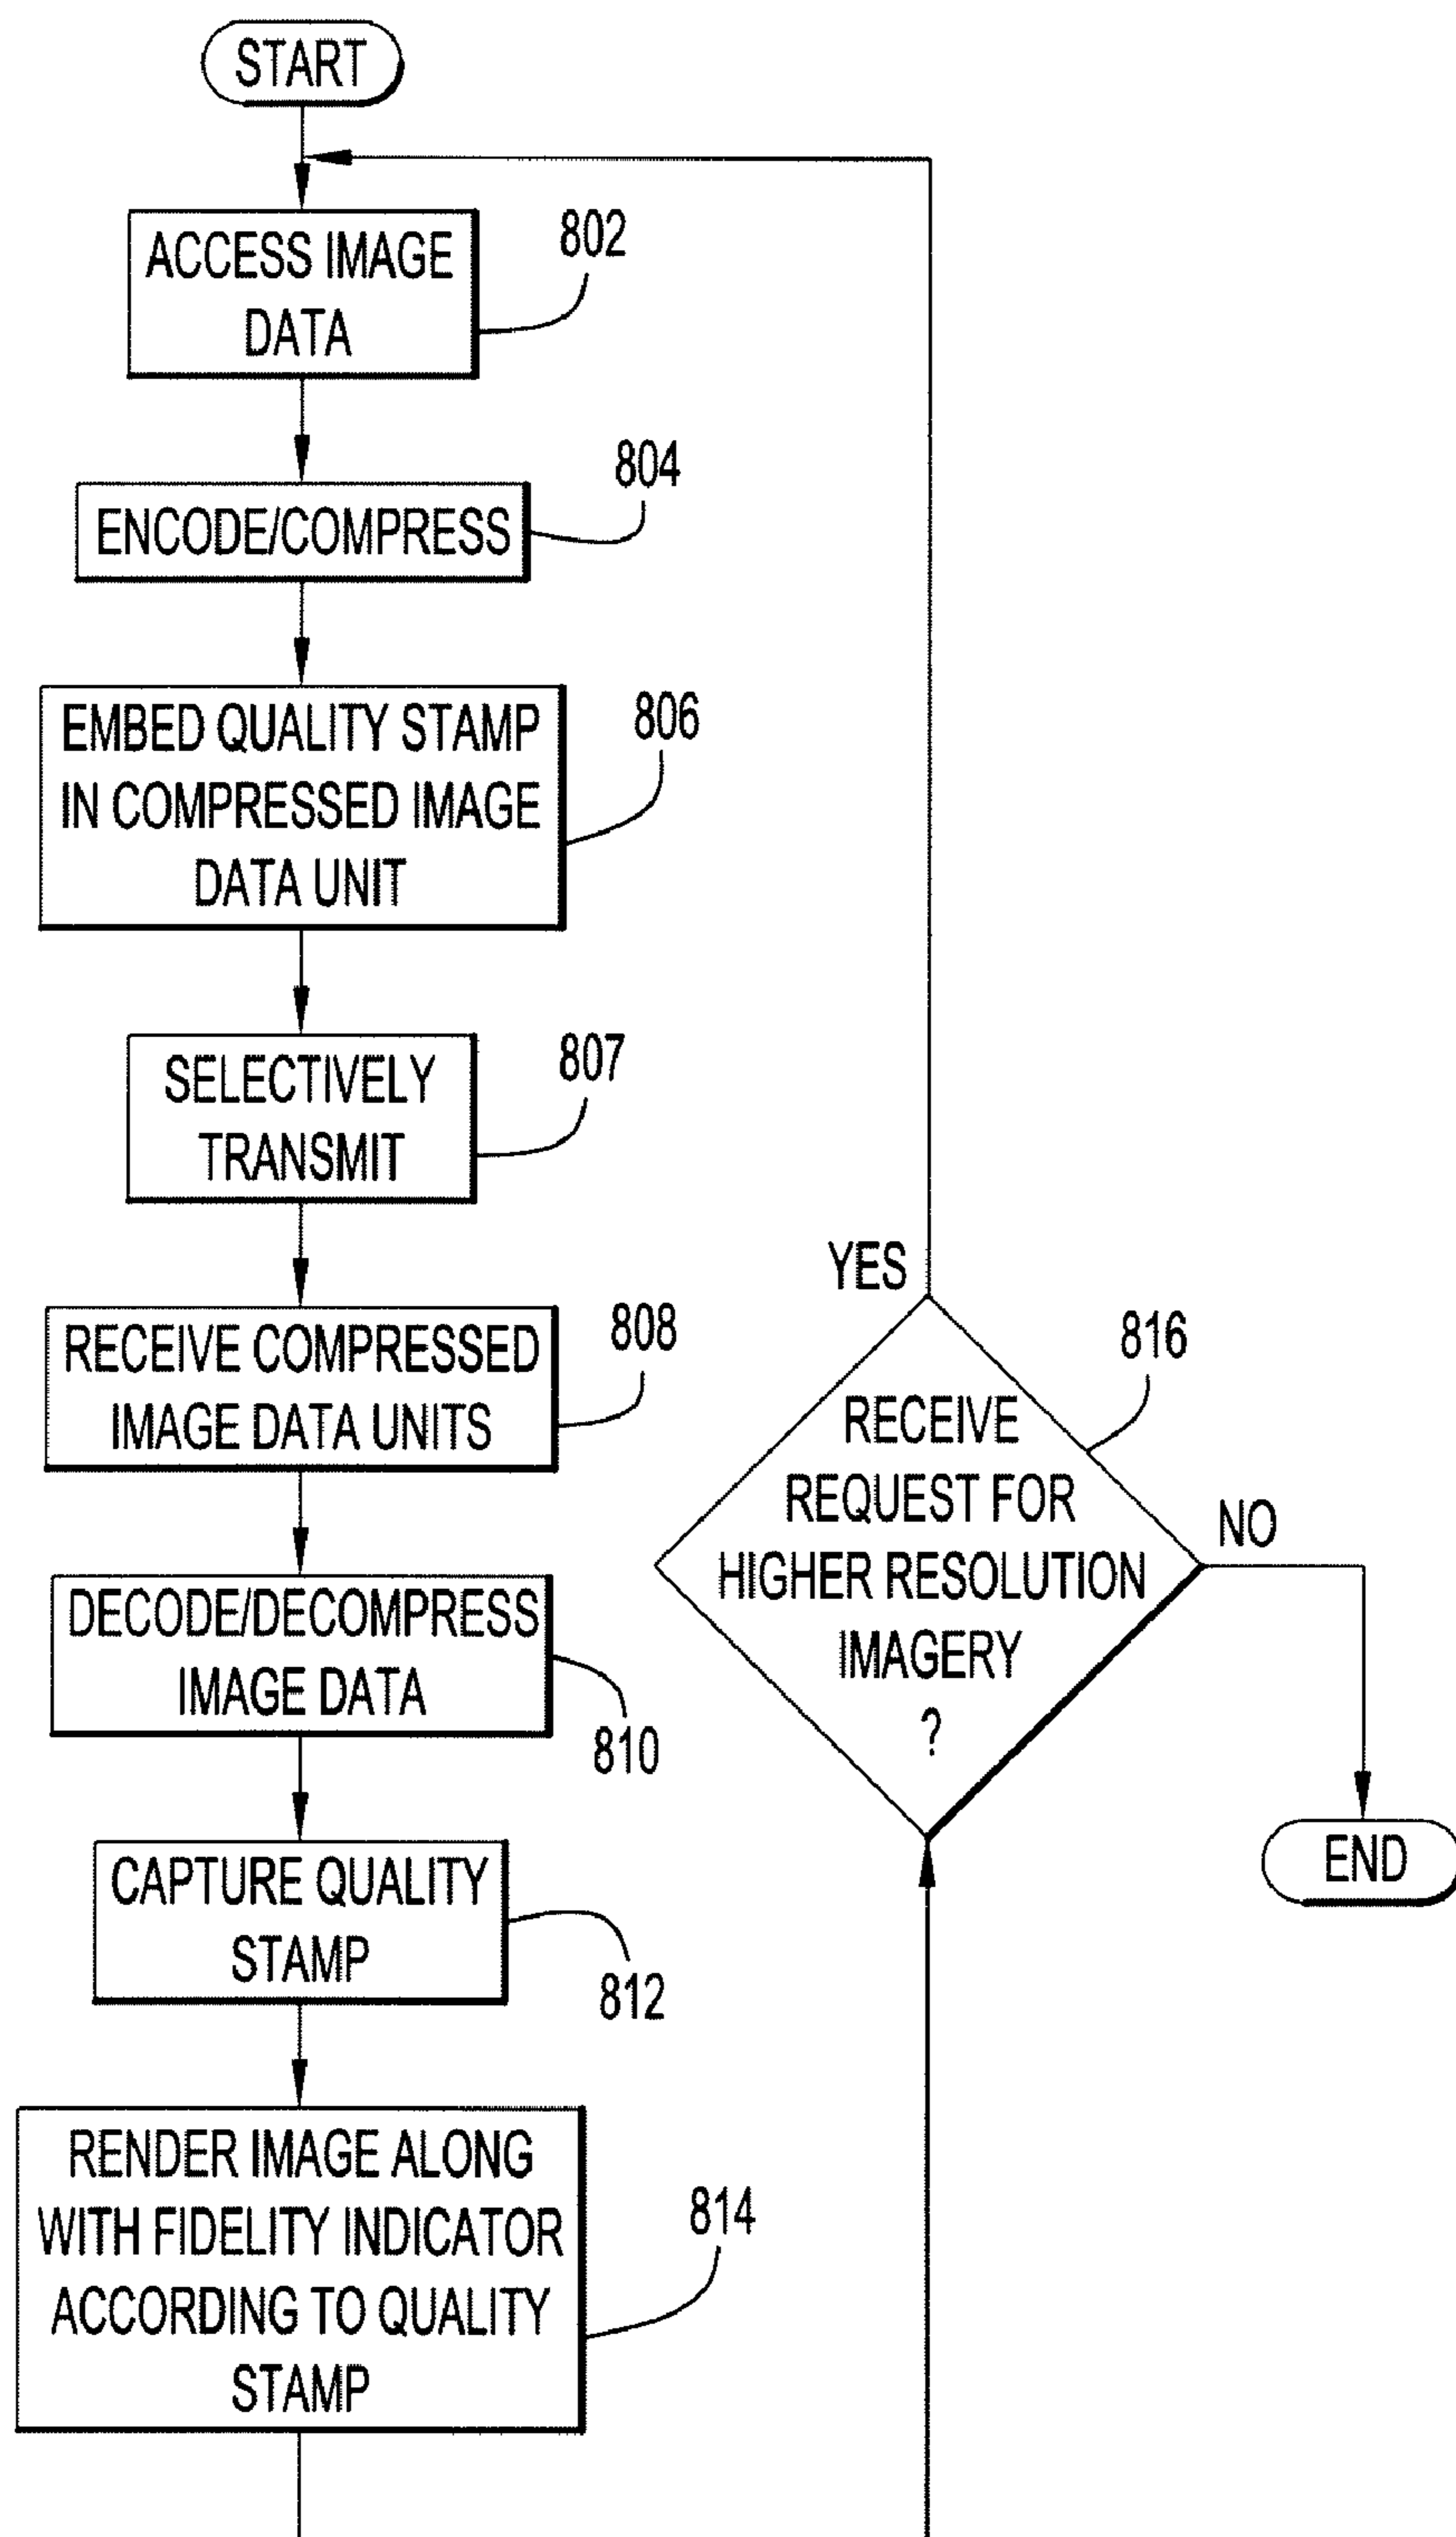 START
ACCESS IMAGE
DATA
802
ENCODE/COMPRESS
804
EMBED QUALITY STAMP
IN COMPRESSED IMAGE
DATA UNIT
806
SELECTIVELY
TRANSMIT
807
RECEIVE COMPRESSED
IMAGE DATA UNITS
808
DECODE/DECOMPRESS
IMAGE DATA
810
CAPTURE QUALITY
STAMP
812
RENDER IMAGE ALONG
WITH FIDELITY INDICATOR
ACCORDING TO QUALITY
STAMP
814
YES
RECEIVE
REQUEST FOR
HIGHER RESOLUTION
IMAGERY
?
816
NO
END